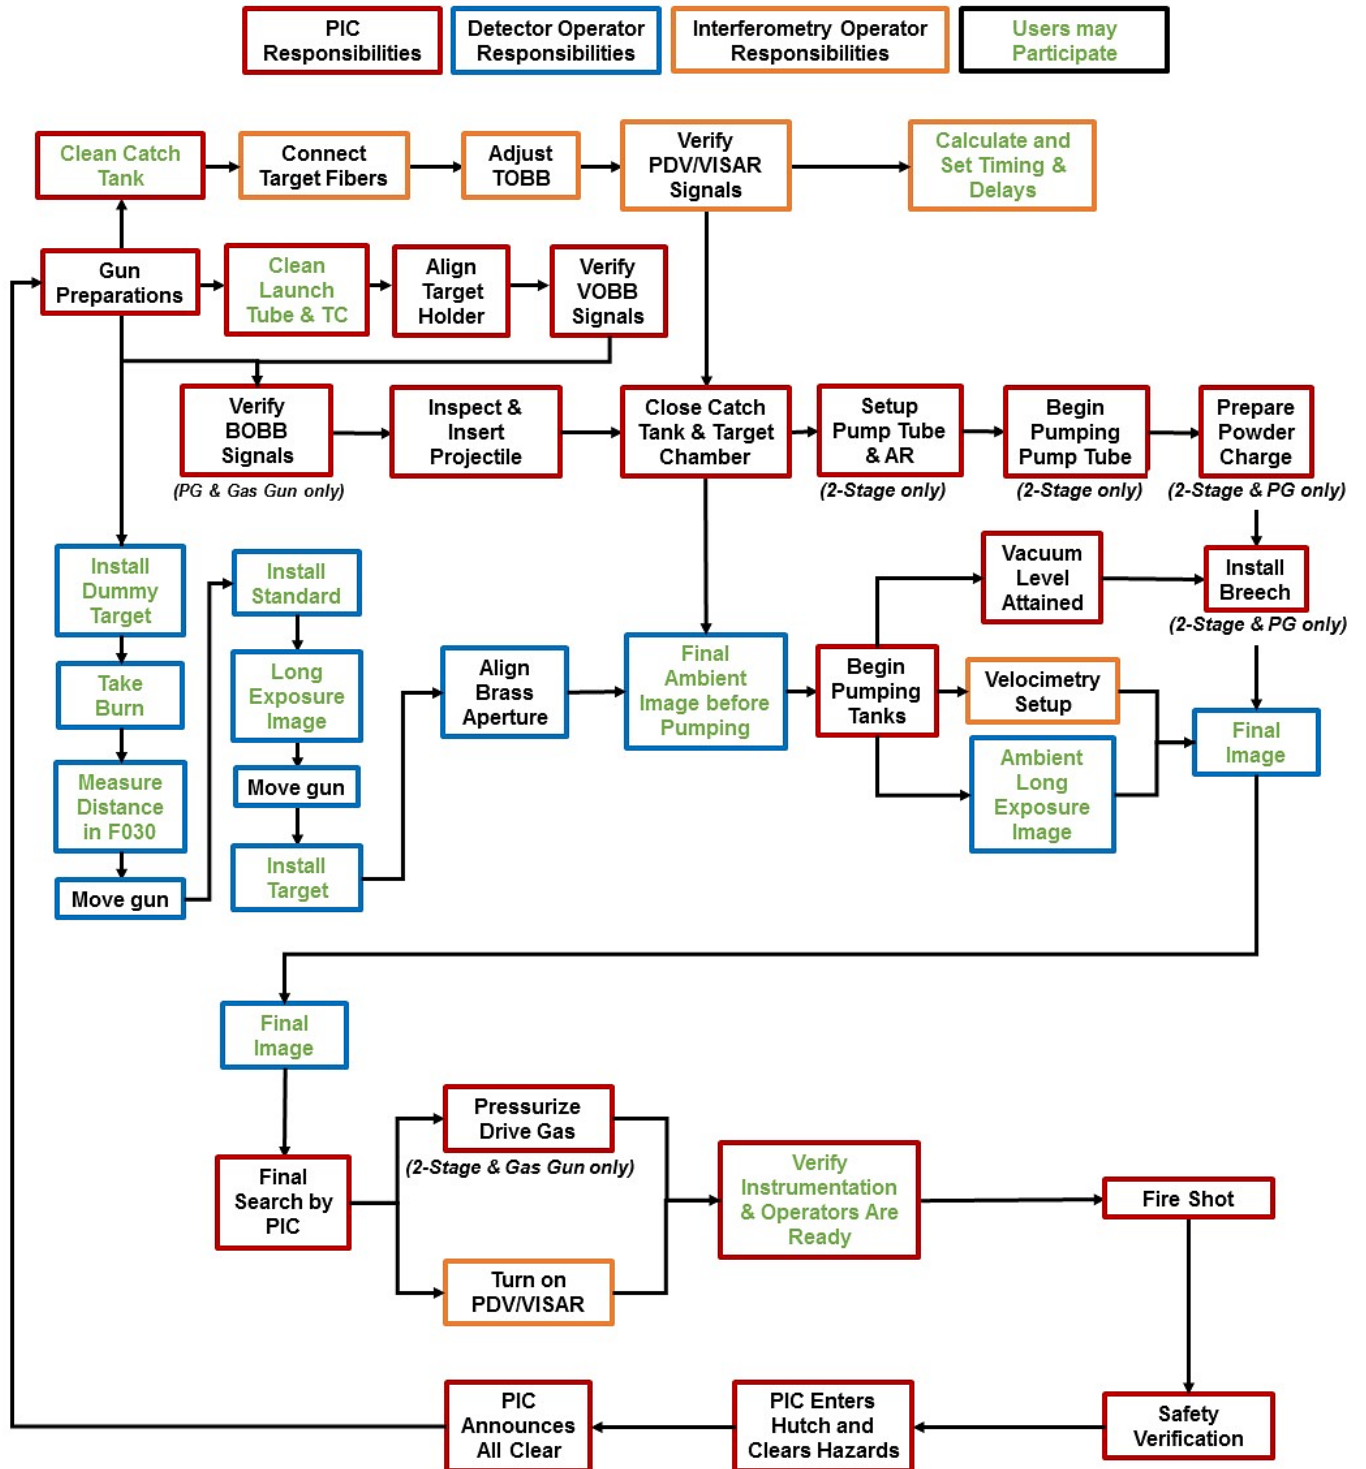 PIC
Responsibilities
Detector Operator
Responsibilities
Interferometry Operator
Responsibilities
Users may
Participate
Clean Catch
Tank
Connect
Target Fibers
Adjust
TOBB
Verify
PDV/VISAR
Signals
Calculate and
Set Timing &
Delays
Gun
Preparations
Clean
Launch
Tube & TC
Align
Target
Holder
Verify
VOBB
Signals
Verify
BOBB
Signals
(PG & Gas Gun only)
Inspect &
Insert
Projectile
Close Catch
Tank & Target
Chamber
Setup
Pump Tube
& AR
(2-Stage only)
Begin
Pumping
Pump Tube
(2-Stage only)
Prepare
Powder
Charge
(2-Stage & PG only)
Install
Dummy
Target
Take
Burn
Measure
Distance
in F030
Move gun
Install
Standard
Long
Exposure
Image
Move gun
Install
Target
Align
Brass
Aperture
Final
Ambient
Image before
Pumping
Begin
Pumping
Tanks
Vacuum
Level
Attained
Install
Breech
(2-Stage & PG only)
Velocimetry
Setup
Ambient
Long
Exposure
Image
Final
Image
Final
Image
Final
Search by
PIC
Pressurize
Drive Gas
(2-Stage & Gas Gun only)
Turn on
PDV/VISAR
Verify
Instrumentation
& Operators Are
Ready
Fire Shot
Safety
Verification
PIC Enters
Hutch and
Clears Hazards
PIC
Announces
All Clear